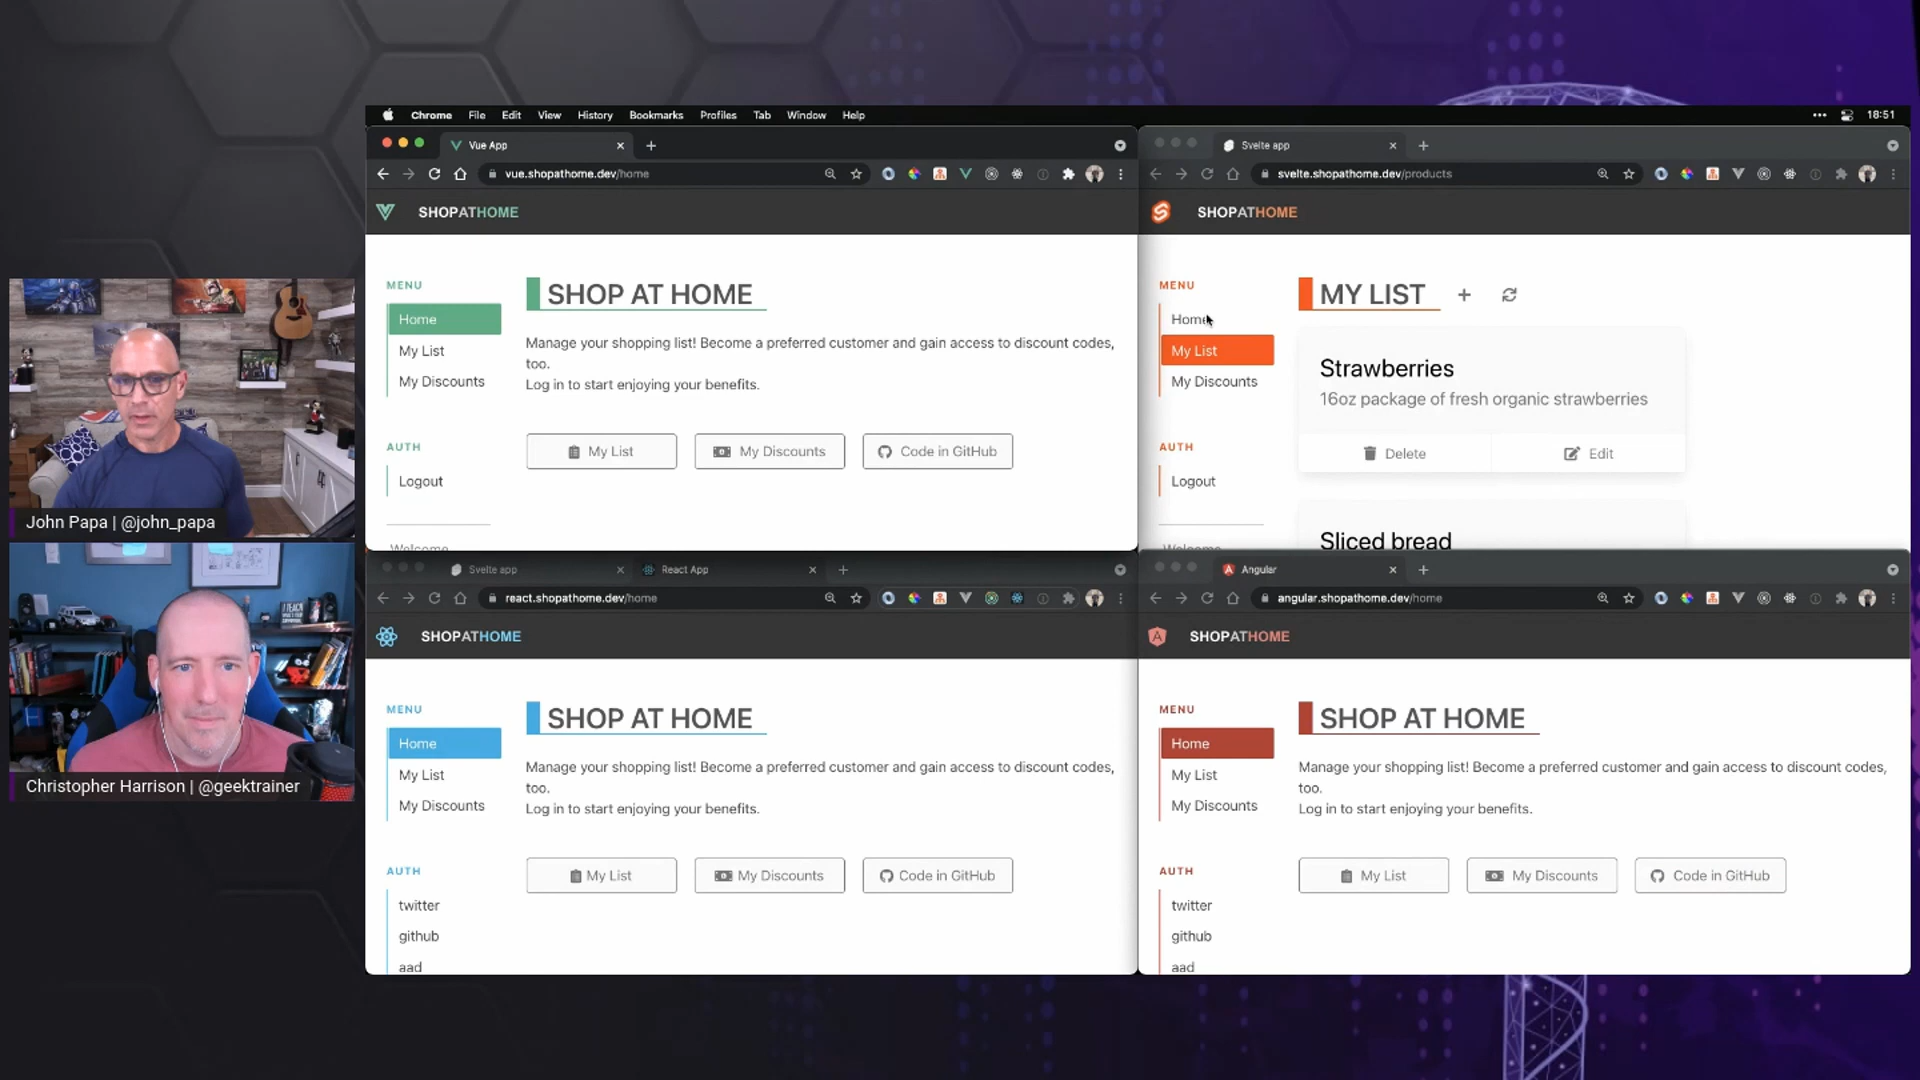 Chrome File Edit View History Bookmarks Profiles Tab Window Help
18:51
Vue App
vue.shopathome.dev/home
SHOPATHOME
MENU
Home
My List
My Discounts
AUTH
Logout
Welcome
SHOP AT HOME
Manage your shopping list! Become a preferred customer and gain access to discount codes,
too.
Log in to start enjoying your benefits.
My List
My Discounts
Code in GitHub
Svelte app
svelte.shopathome.dev/products
SHOPATHOME
MENU
Home
My List
My Discounts
AUTH
Logout
Welcome
MY LIST
Strawberries
16oz package of fresh organic strawberries
Delete
Edit
Sliced bread
John Papa | @john_papa
Christopher Harrison | @geektrainer
Svelte app
React App
react.shopathome.dev/home
SHOPATHOME
MENU
Home
My List
My Discounts
AUTH
twitter
github
aad
SHOP AT HOME
Manage your shopping list! Become a preferred customer and gain access to discount codes,
too.
Log in to start enjoying your benefits.
My List
My Discounts
Code in GitHub
Angular
angular.shopathome.dev/home
SHOPATHOME
MENU
Home
My List
My Discounts
AUTH
twitter
github
aad
SHOP AT HOME
Manage your shopping list! Become a preferred customer and gain access to discount codes,
too.
Log in to start enjoying your benefits.
My List
My Discounts
Code in GitHub